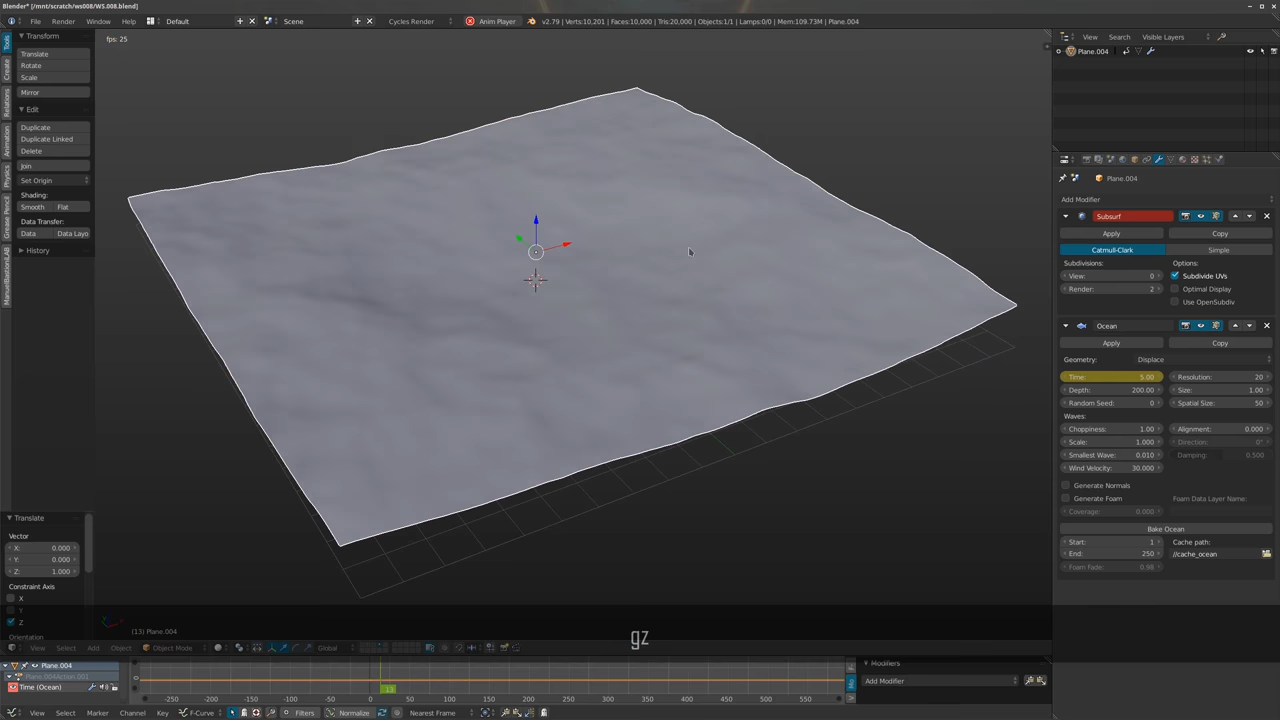 Blender* [/mnt/scratch/ws008/WS.008.blend]
File Render Window Help Default Scene Cycles Render Anim Player v2.79 | Verts:10,201 | Faces:10,000 | Tris:20,000 | Objects:1/1 | Lamps:0/0 | Mem:109.73M | Plane.004
View Search Visible Layers
Plane.004
fps: 25
Tools
Create
Relations
Animation
Physics
Grease Pencil
ManuelBastioniLAB
Transform
Translate
Rotate
Scale
Mirror
Edit
Duplicate
Duplicate Linked
Delete
Join
Set Origin
Shading:
Smooth Flat
Data Transfer:
Data Data Layo
History
Translate
Vector
X: 0.000
Y: 0.000
Z: 1.000
Constraint Axis
X
Y
Z
Orientation
(13) Plane.004
gz
View Select Add Object Object Mode Global
Plane.004
Add Modifier
Subsurf
Apply Copy
Catmull-Clark Simple
Subdivisions: Options:
View: 0 Subdivide UVs
Render: 2 Optimal Display
Use OpenSubdiv
Ocean
Apply Copy
Geometry: Displace
Time: 5.00 Resolution: 20
Depth: 200.00 Size: 1.00
Random Seed: 0 Spatial Size: 50
Waves:
Choppiness: 1.00 Alignment: 0.000
Scale: 1.000 Direction: 0°
Smallest Wave: 0.010 Damping: 0.500
Wind Velocity: 30.000
Generate Normals
Generate Foam Foam Data Layer Name:
Coverage: 0.000
Bake Ocean
Start: 1 Cache path:
End: 250 //cache_ocean
Foam Fade: 0.98
Plane.004
Plane.004Action.001
Time (Ocean)
13
-250 -200 -150 -100 -50 0 50 100 150 200 250 300 350 400 450 500 550
Modifiers
Add Modifier
View Select Marker Channel Key F-Curve Filters Normalize Nearest Frame